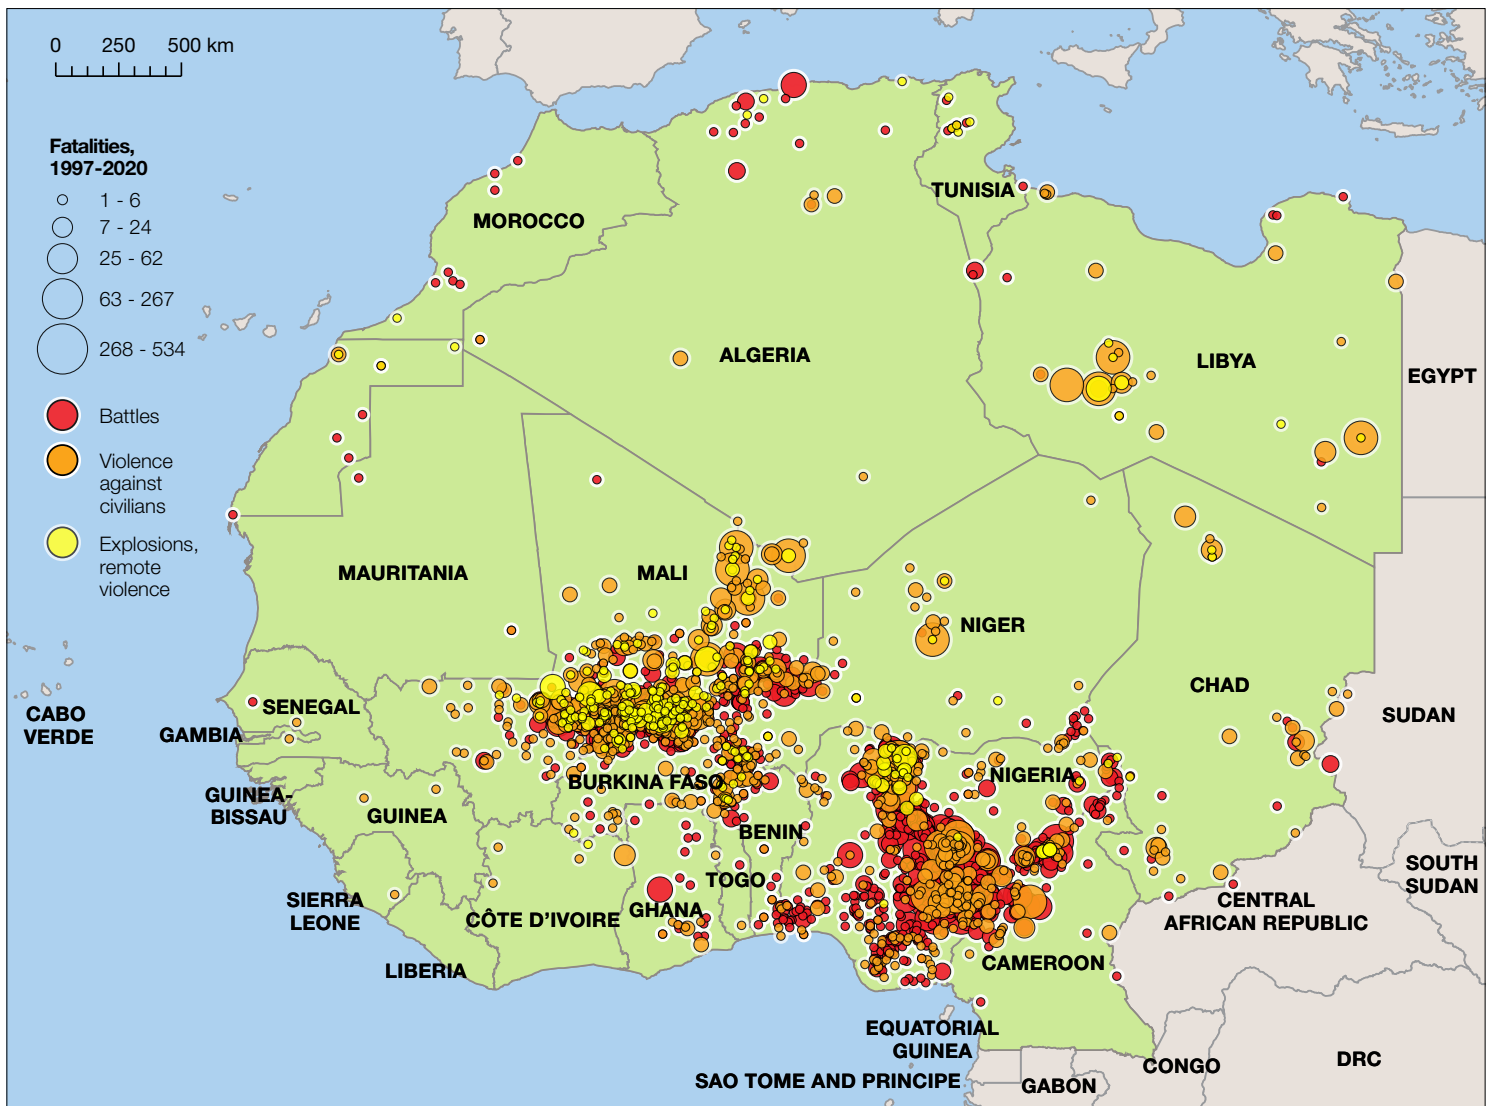 0 250 500 km
Fatalities,
1997-2020
1 - 6
7 - 24
25 - 62
63 - 267
268 - 534
Battles
Violence
against
civilians
Explosions,
remote
violence
MOROCCO
TUNISIA
ALGERIA
LIBYA
EGYPT
MAURITANIA
MALI
NIGER
CHAD
SUDAN
CABO
VERDE
SENEGAL
GAMBIA
GUINEA-
BISSAU
GUINEA
BURKINA FASO
NIGERIA
BENIN
TOGO
GHANA
SIERRA
LEONE
CÔTE D'IVOIRE
LIBERIA
SOUTH
SUDAN
CENTRAL
AFRICAN REPUBLIC
CAMEROON
EQUATORIAL
GUINEA
SAO TOME AND PRINCIPE
GABON
CONGO
DRC